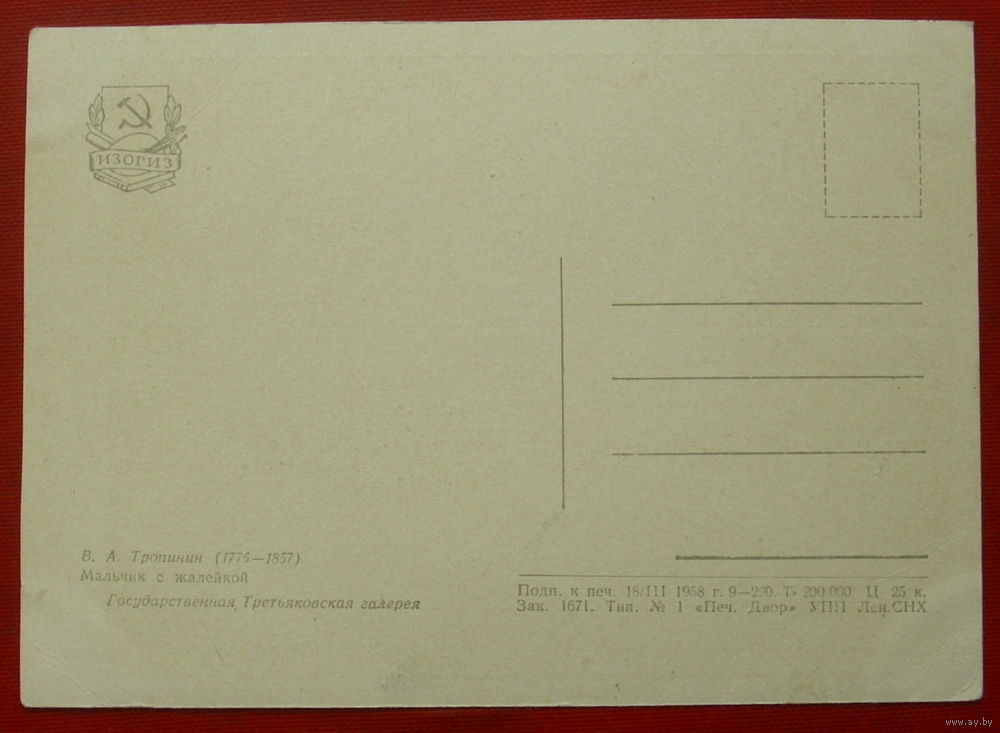 ИЗОГИЗ
В. А. Тропинин (1776—1857)
Мальчик с жалейкой
Государственная Третьяковская галерея
Подп. к печ. 18/III 1958 г. 9—290. Т. 200.000. Ц. 25 к.
Зак. 1671. Тип. № 1 «Печ. Двор» УПП Лен.СНХ
www.ay.by